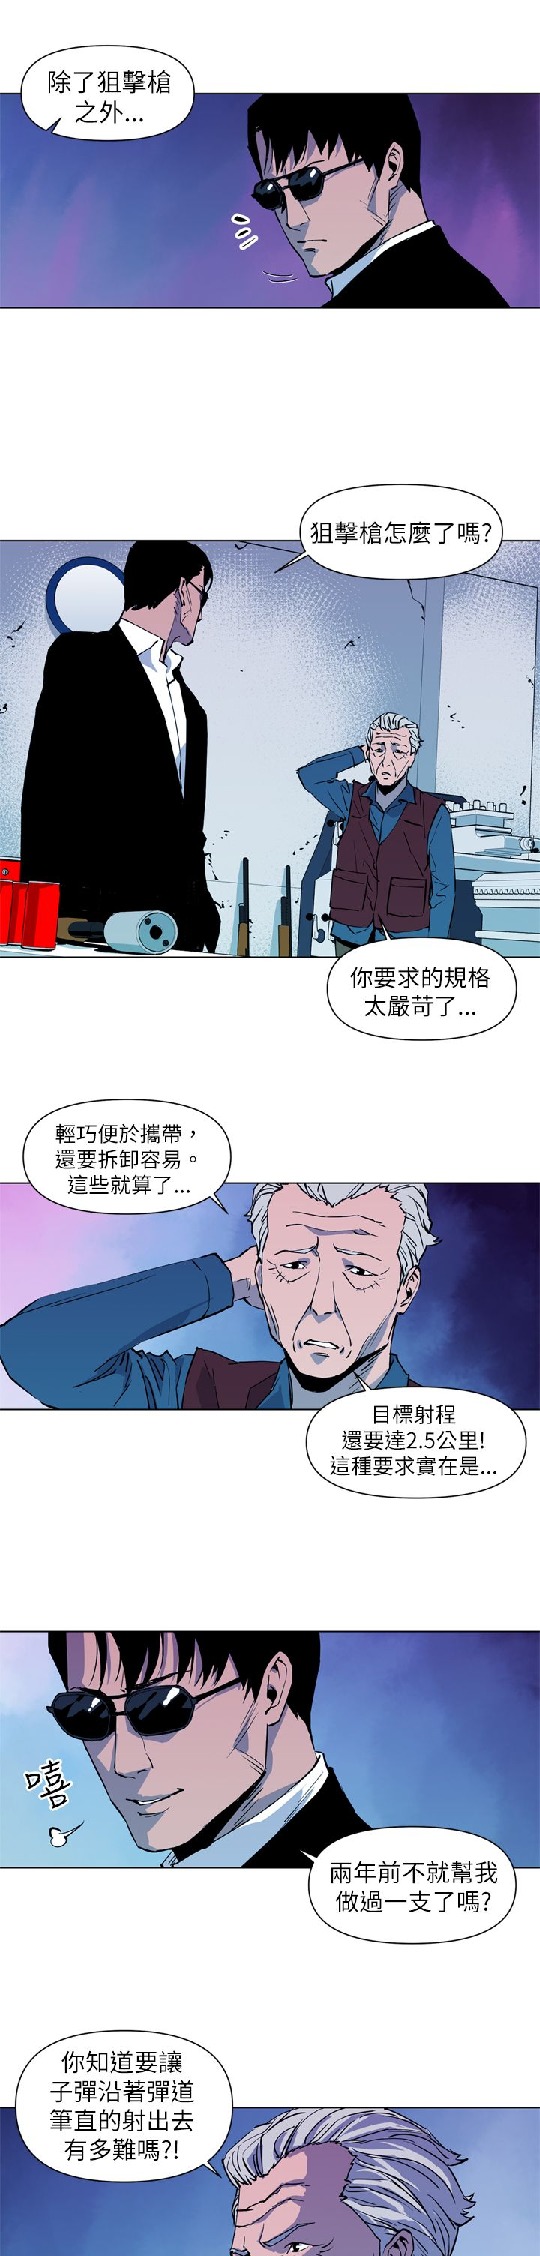 除了狙擊槍
之外...
狙擊槍怎麼了嗎?
你要求的規格
太嚴苛了...
輕巧便於攜帶，
還要拆卸容易。
這些就算了...
目標射程
還要達2.5公里!
這種要求實在是...
嘻
兩年前不就幫我
做過一支了嗎?
你知道要讓
子彈沿著彈道
筆直的射出去
有多難嗎?!